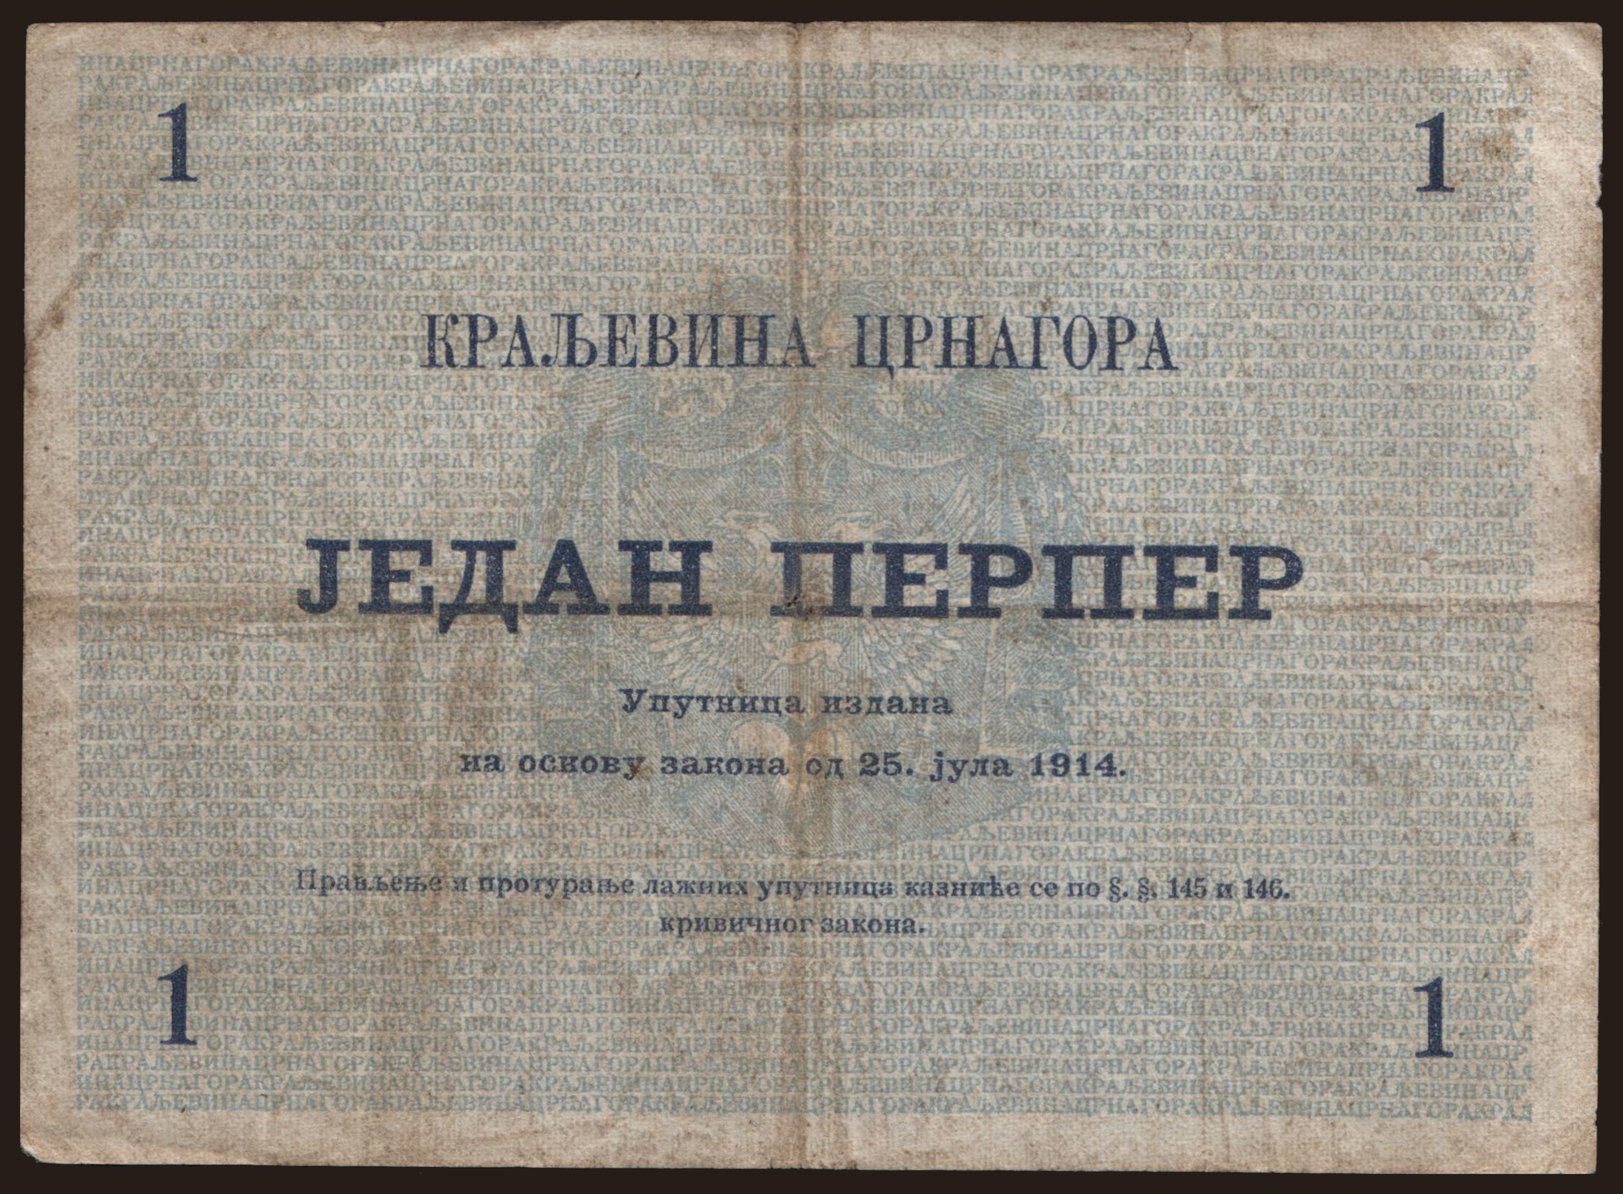 1 1
КРАЉЕВИНА ЦРНАГОРА
ЈЕДАН ПЕРПЕР
Упутница издана
на основу закона од 25. јула 1914.
Прављење и протурање лажних упутница казниће се по §. §. 145 и 146.
кривичног закона.
1 1